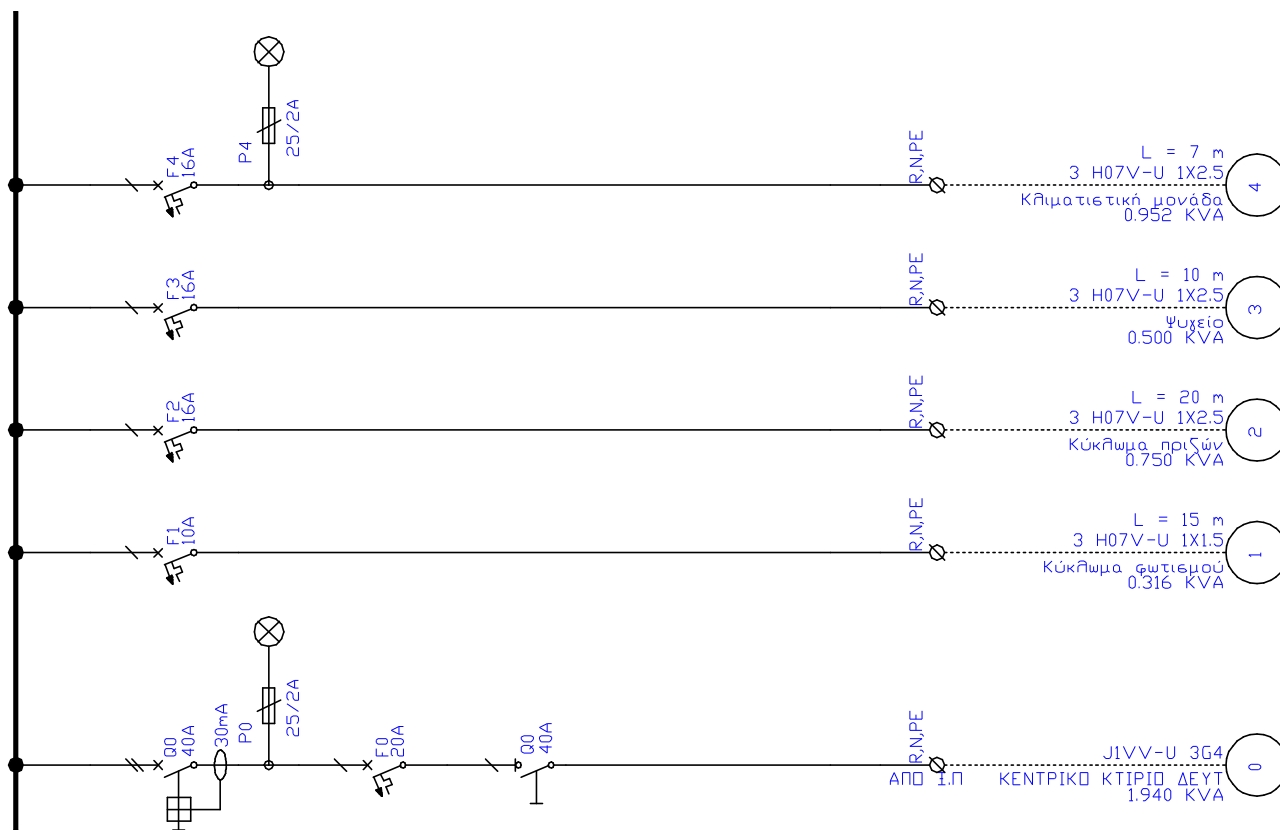 P4
25/2A
F4
16A
R,N,PE
L = 7 m
3 H07V-U 1X2.5
Κλιματιστική μονάδα
0.952 KVA
4
F3
16A
R,N,PE
L = 10 m
3 H07V-U 1X2.5
Ψυγείο
0.500 KVA
3
F2
16A
R,N,PE
L = 20 m
3 H07V-U 1X2.5
Κύκλωμα πριζών
0.750 KVA
2
F1
10A
R,N,PE
L = 15 m
3 H07V-U 1X1.5
Κύκλωμα φωτισμού
0.316 KVA
1
Q0
40A
30mA
P0
25/2A
F0
20A
Q0
40A
R,N,PE
J1VV-U 3G4
ΑΠΟ 1.Π ΚΕΝΤΡΙΚΟ ΚΤΙΡΙΟ ΔΕΥΤ
1.940 KVA
0